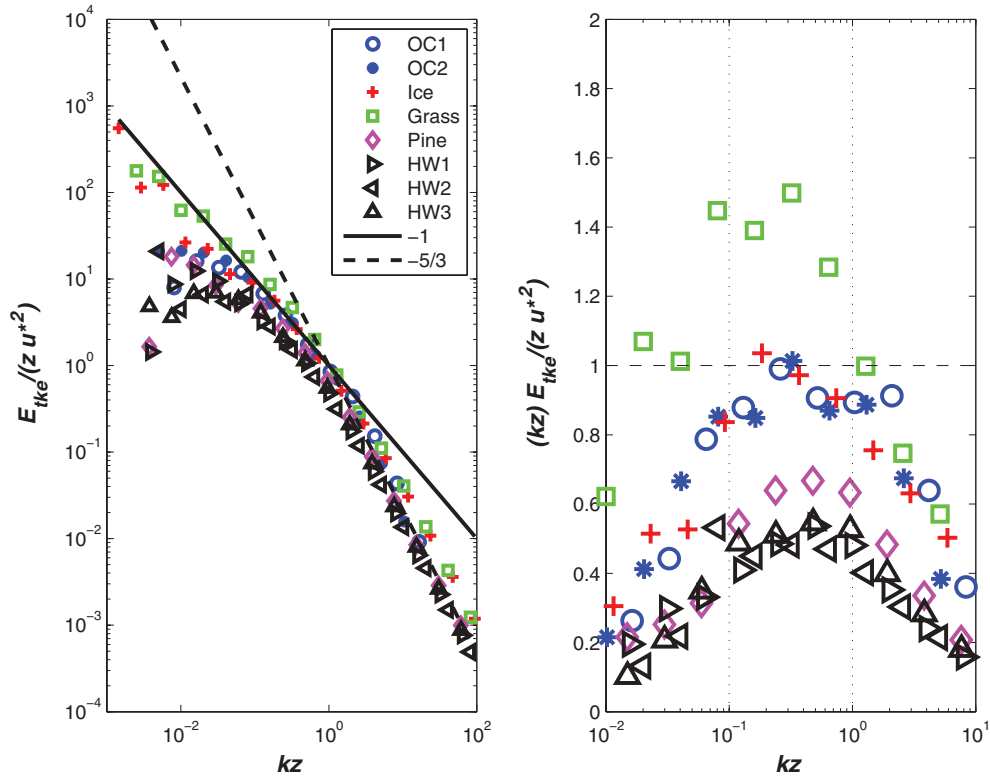 10^4
10^3
10^2
10^1
10^0
10^−1
10^−2
10^−3
10^−4
E_tke/(z u*^2)
10^−2
10^0
10^2
kz
OC1
OC2
Ice
Grass
Pine
HW1
HW2
HW3
−1
−5/3
2
1.8
1.6
1.4
1.2
1
0.8
0.6
0.4
0.2
0
(kz) E_tke/(z u*^2)
10^−2
10^−1
10^0
10^1
kz